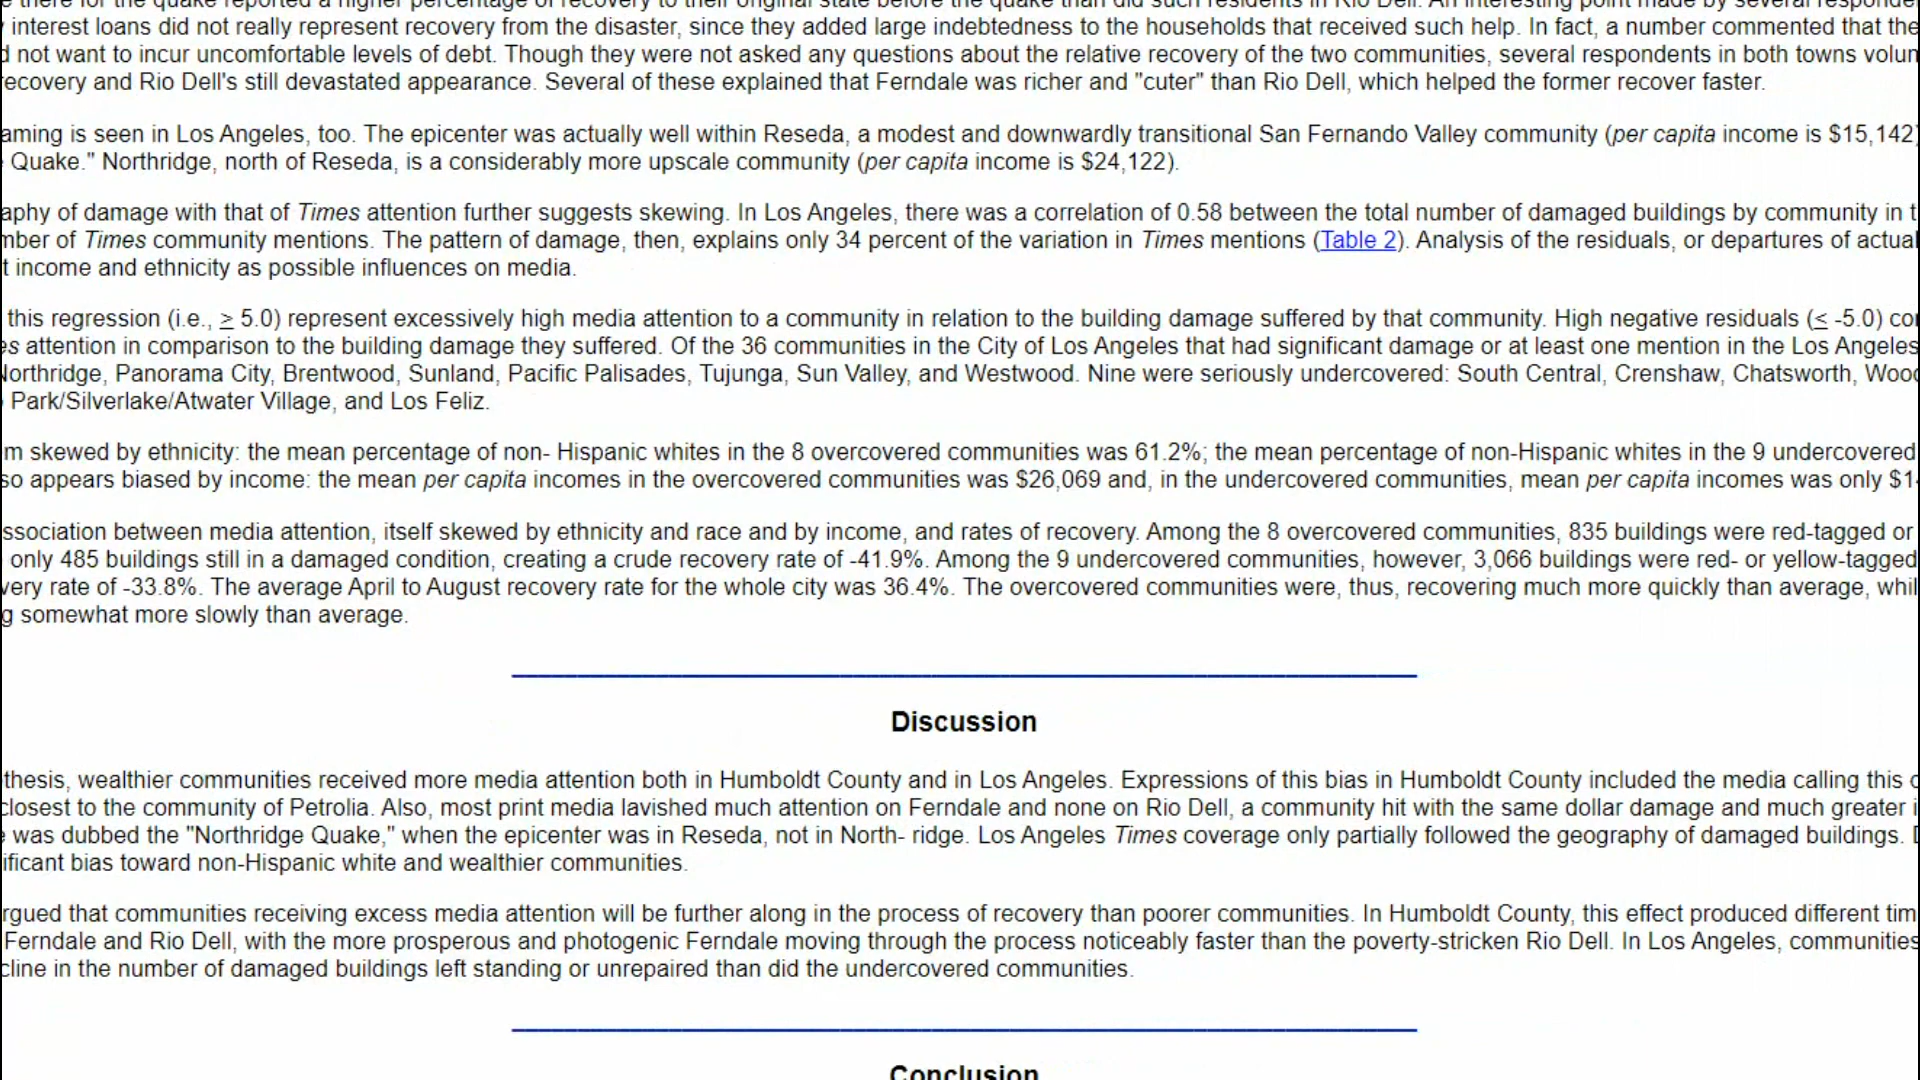 there for the quake reported a higher percentage of recovery to their original state before the quake than did such residents in Rio Dell. An interesting point made by several
interest loans did not really represent recovery from the disaster, since they added large indebtedness to the households that received such help. In fact, a number commented that
not want to incur uncomfortable levels of debt. Though they were not asked any questions about the relative recovery of the two communities, several respondents in both towns
ecovery and Rio Dell's still devastated appearance. Several of these explained that Ferndale was richer and "cuter" than Rio Dell, which helped the former recover faster.
aming is seen in Los Angeles, too. The epicenter was actually well within Reseda, a modest and downwardly transitional San Fernando Valley community (per capita income is $15,142)
Quake." Northridge, north of Reseda, is a considerably more upscale community (per capita income is $24,122).
aphy of damage with that of Times attention further suggests skewing. In Los Angeles, there was a correlation of 0.58 between the total number of damaged buildings by community in t
mber of Times community mentions. The pattern of damage, then, explains only 34 percent of the variation in Times mentions (Table 2). Analysis of the residuals, or departures of actual
t income and ethnicity as possible influences on media.
this regression (i.e., ≥ 5.0) represent excessively high media attention to a community in relation to the building damage suffered by that community. High negative residuals (≤ -5.0) co
es attention in comparison to the building damage they suffered. Of the 36 communities in the City of Los Angeles that had significant damage or at least one mention in the Los Angeles
Northridge, Panorama City, Brentwood, Sunland, Pacific Palisades, Tujunga, Sun Valley, and Westwood. Nine were seriously undercovered: South Central, Crenshaw, Chatsworth, Woo
Park/Silverlake/Atwater Village, and Los Feliz.
m skewed by ethnicity: the mean percentage of non- Hispanic whites in the 8 overcovered communities was 61.2%; the mean percentage of non-Hispanic whites in the 9 undercovered
so appears biased by income: the mean per capita incomes in the overcovered communities was $26,069 and, in the undercovered communities, mean per capita incomes was only $1
ssociation between media attention, itself skewed by ethnicity and race and by income, and rates of recovery. Among the 8 overcovered communities, 835 buildings were red-tagged or
only 485 buildings still in a damaged condition, creating a crude recovery rate of -41.9%. Among the 9 undercovered communities, however, 3,066 buildings were red- or yellow-tagged
very rate of -33.8%. The average April to August recovery rate for the whole city was 36.4%. The overcovered communities were, thus, recovering much more quickly than average, whil
g somewhat more slowly than average.
Discussion
thesis, wealthier communities received more media attention both in Humboldt County and in Los Angeles. Expressions of this bias in Humboldt County included the media calling this
closest to the community of Petrolia. Also, most print media lavished much attention on Ferndale and none on Rio Dell, a community hit with the same dollar damage and much greater i
was dubbed the "Northridge Quake," when the epicenter was in Reseda, not in North- ridge. Los Angeles Times coverage only partially followed the geography of damaged buildings.
ificant bias toward non-Hispanic white and wealthier communities.
rgued that communities receiving excess media attention will be further along in the process of recovery than poorer communities. In Humboldt County, this effect produced different tim
Ferndale and Rio Dell, with the more prosperous and photogenic Ferndale moving through the process noticeably faster than the poverty-stricken Rio Dell. In Los Angeles, communities
cline in the number of damaged buildings left standing or unrepaired than did the undercovered communities.
Conclusion